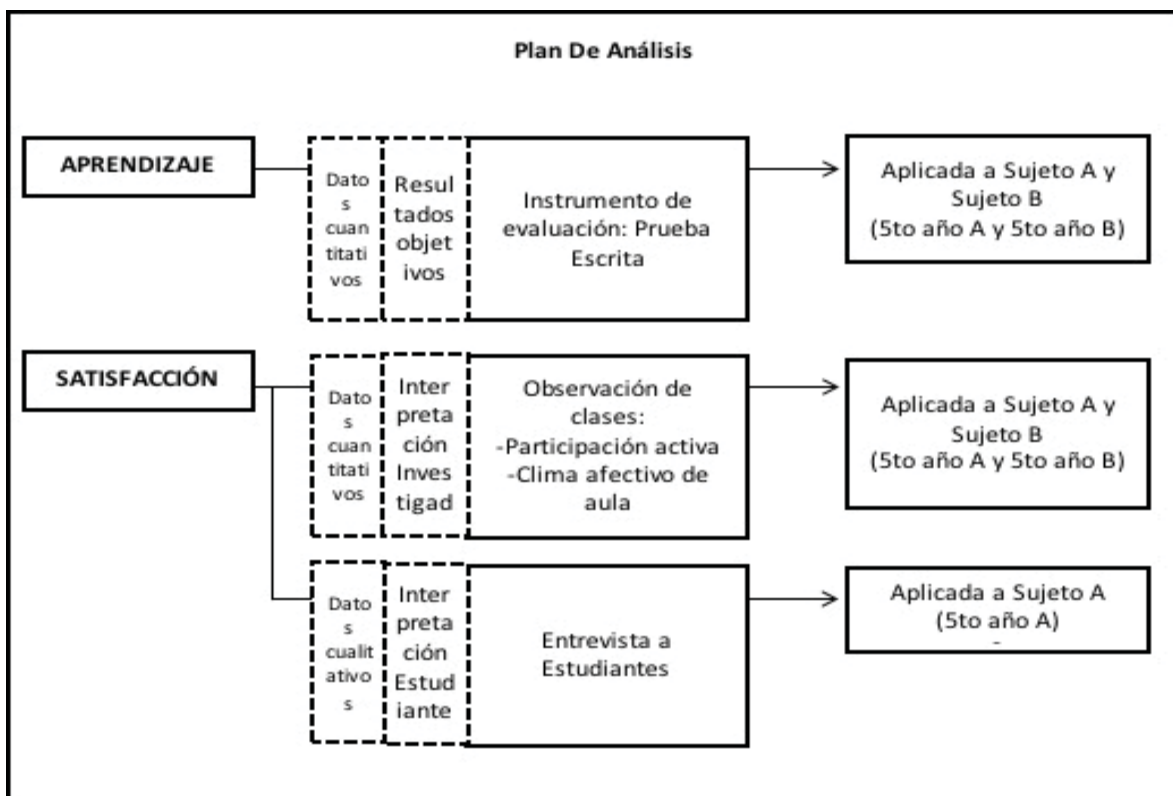 Plan De Análisis
APRENDIZAJE
Dato
s
cuan
titati
vos
Resul
tados
objet
ivos
Instrumento de
evaluación: Prueba
Escrita
Aplicada a Sujeto A y
Sujeto B
(5to año A y 5to año B)
SATISFACCIÓN
Dato
s
cuan
titati
vos
Inter
preta
ción
Inves
tigad
Observación de
clases:
-Participación activa
-Clima afectivo de
aula
Aplicada a Sujeto A y
Sujeto B
(5to año A y 5to año B)
Dato
s
cualit
ativo
s
Inter
preta
ción
Estud
iante
Entrevista a
Estudiantes
Aplicada a Sujeto A
(5to año A)
-